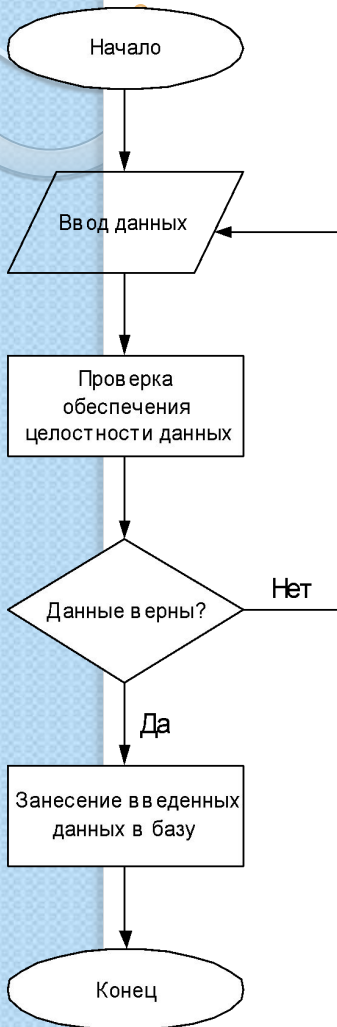 Начало
Ввод данных
Проверка
обеспечения
целостности данных
Данные верны?
Нет
Да
Занесение введенных
данных в базу
Конец